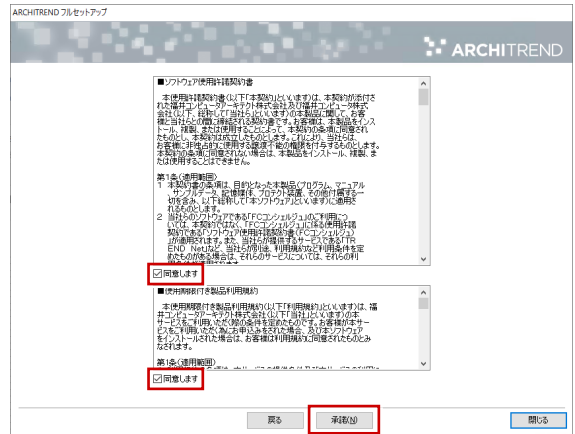 ARCHITREND フルセットアップ
ARCHITREND
■ソフトウェア使用許諾契約書
本使用許諾契約書(以下「本契約」といいます)は、本契約が添付さ
れた福井コンピュータアーキテクト株式会社及び福井コンピュータ株式
会社(以下、総称して「当社ら」といいます)の本製品に関して、お客
様と当社らとの間に締結される契約書です。お客様は、本製品をインス
トール、複製、または使用することによって、本契約の条項に同意され
たものとし、本契約は成立したものとします。これにより、当社らは、
お客様に非独占的に使用する譲渡不能の権限を付与するものとします。
本契約の条項に同意されない場合は、本製品をインストール、複製、ま
たは使用することはできません。
第1条(適用範囲)
1 本契約書の条項は、目的となった本製品(プログラム、マニュアル
、サンプルデータ、記憶媒体、プロテクト装置、その他付属する一
切を含み、以下総称して「本ソフトウェア」といいます)に適用さ
れるものとします。
2 当社らのソフトウェアである「FCコンシェルジュ」のご利用につ
いては、本契約ではなく、「FCコンシェルジュ」に係る使用許諾
契約である「ソフトウェア使用許諾契約書(FCコンシェルジュ)
」が適用されます。また、当社らが提供するサービスである「TR
END Net」など、当社らが別途、利用規約など利用条件を定
めたものがある場合は、それらのサービスについては、それらの利
同意します
■使用期限付き製品利用規約
本使用期限付き製品利用規約(以下「利用規約」といいます)は、福
井コンピュータアーキテクト株式会社(以下「当社」といいます)の本
サービスをご利用いただく際の条件を定めたものです。お客様が本サー
ビスをご利用いただく為にお申込みをされた場合、及び本ソフトウェア
をインストールされた場合は、お客様は利用規約に同意されたものとみ
なされます。
第1条(適用範囲)
同意します
戻る
承諾(N)
閉じる